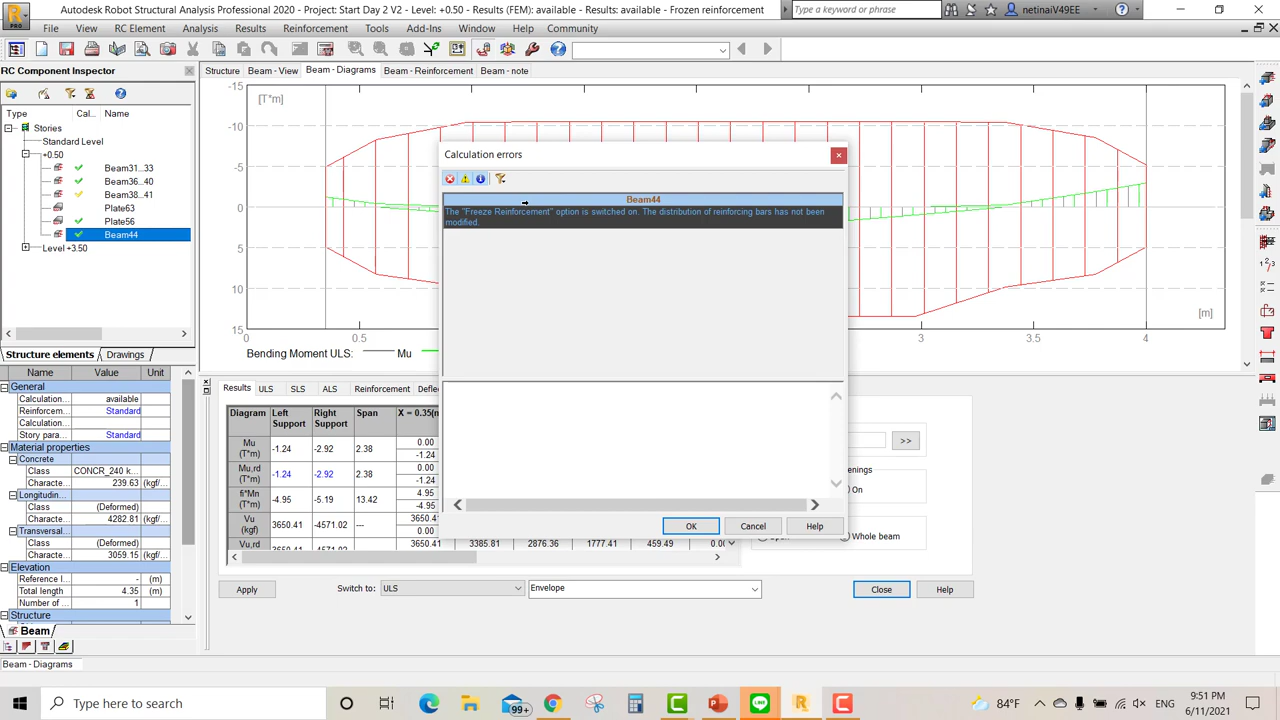 Autodesk Robot Structural Analysis Professional 2020 - Project: Start Day 2 V2 - Level: +0.50 - Results (FEM): available - Results: available - Frozen reinforcement
Type a keyword or phrase
netinaiV49EE
PRO
File Edit View RC Element Analysis Results Reinforcement Tools Add-Ins Window Help Community
RC Component Inspector
Structure Beam - View Beam - Diagrams Beam - Reinforcement Beam - note
Type Cal... Name
Stories
Standard Level
+0.50
Beam31...33
Beam36...40
Beam38...41
Plate63
Plate56
Beam44
Level +3.50
Structure elements Drawings
-15
[T*m]
-10
-5
0
5
10
15
[m]
0 0.5 3 3.5 4
Bending Moment ULS: Mu
Calculation errors
Beam44
The "Freeze Reinforcement" option is switched on. The distribution of reinforcing bars has not been
modified.
OK Cancel Help
Name Value Unit
General
Calculation... available
Reinforcem... Standard
Calculation...
Story para... Standard
Material properties
Concrete
Class CONCR_240 k...
Characte... 239.63 (kgf/...
Longitudin...
Class (Deformed)
Characte... 4282.81 (kgf/...
Transversal...
Class (Deformed)
Characte... 3059.15 (kgf/...
Elevation
Reference l... - (m)
Total length 4.35 (m)
Number of ... 1
Structure
Beam
Beam - Diagrams
Results ULS SLS ALS Reinforcement Deflec
Diagram Left Support Right Support Span X = 0.35(m
Mu (T*m) -1.24 -2.92 2.38 0.00 -1.24
Mu,rd (T*m) -1.24 -2.92 2.38 0.00 -1.24
fi*Mn (T*m) -4.95 -5.19 13.42 4.95 -4.95
Vu (kgf) 3650.41 -4571.02 --- 3650.41 0.00
Vu,rd 3650.41 -4571.02 3650.41 3385.81 2876.36 1777.41 459.49 0.00
>>
enings
On
Whole beam
Apply Switch to: ULS Envelope Close Help
Type here to search
99+
84°F
ENG
9:51 PM
6/11/2021